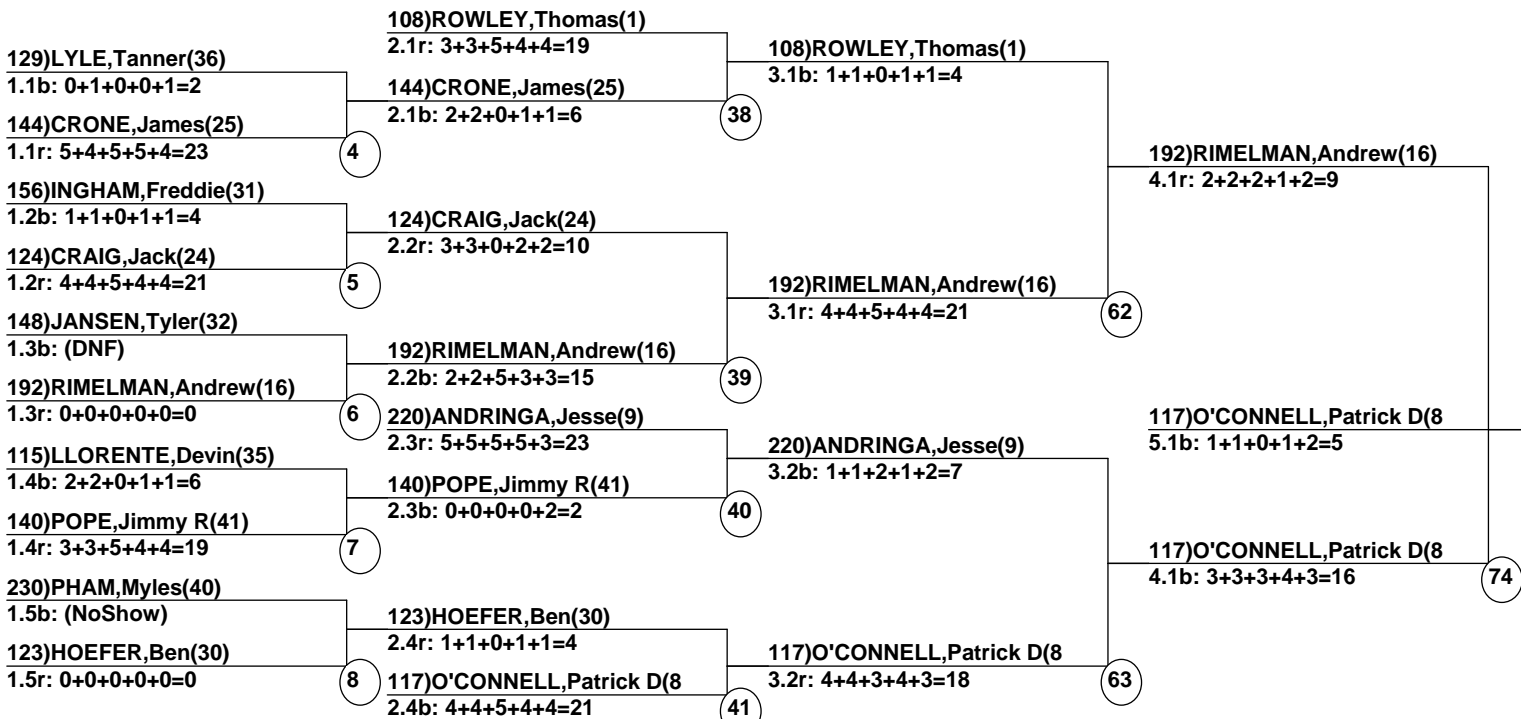 129)LYLE,Tanner(36)
1.1b: 0+1+0+0+1=2
144)CRONE,James(25)
1.1r: 5+4+5+5+4=23
4
156)INGHAM,Freddie(31)
1.2b: 1+1+0+1+1=4
124)CRAIG,Jack(24)
1.2r: 4+4+5+4+4=21
5
148)JANSEN,Tyler(32)
1.3b: (DNF)
192)RIMELMAN,Andrew(16)
1.3r: 0+0+0+0+0=0
6
115)LLORENTE,Devin(35)
1.4b: 2+2+0+1+1=6
140)POPE,Jimmy R(41)
1.4r: 3+3+5+4+4=19
7
230)PHAM,Myles(40)
1.5b: (NoShow)
123)HOEFER,Ben(30)
1.5r: 0+0+0+0+0=0
8
108)ROWLEY,Thomas(1)
2.1r: 3+3+5+4+4=19
144)CRONE,James(25)
2.1b: 2+2+0+1+1=6
38
124)CRAIG,Jack(24)
2.2r: 3+3+0+2+2=10
192)RIMELMAN,Andrew(16)
2.2b: 2+2+5+3+3=15
39
220)ANDRINGA,Jesse(9)
2.3r: 5+5+5+5+3=23
140)POPE,Jimmy R(41)
2.3b: 0+0+0+0+2=2
40
123)HOEFER,Ben(30)
2.4r: 1+1+0+1+1=4
117)O'CONNELL,Patrick D(8
2.4b: 4+4+5+4+4=21
41
108)ROWLEY,Thomas(1)
3.1b: 1+1+0+1+1=4
192)RIMELMAN,Andrew(16)
3.1r: 4+4+5+4+4=21
62
220)ANDRINGA,Jesse(9)
3.2b: 1+1+2+1+2=7
117)O'CONNELL,Patrick D(8
3.2r: 4+4+3+4+3=18
63
192)RIMELMAN,Andrew(16)
4.1r: 2+2+2+1+2=9
117)O'CONNELL,Patrick D(8
4.1b: 3+3+3+4+3=16
74
117)O'CONNELL,Patrick D(8
5.1b: 1+1+0+1+2=5